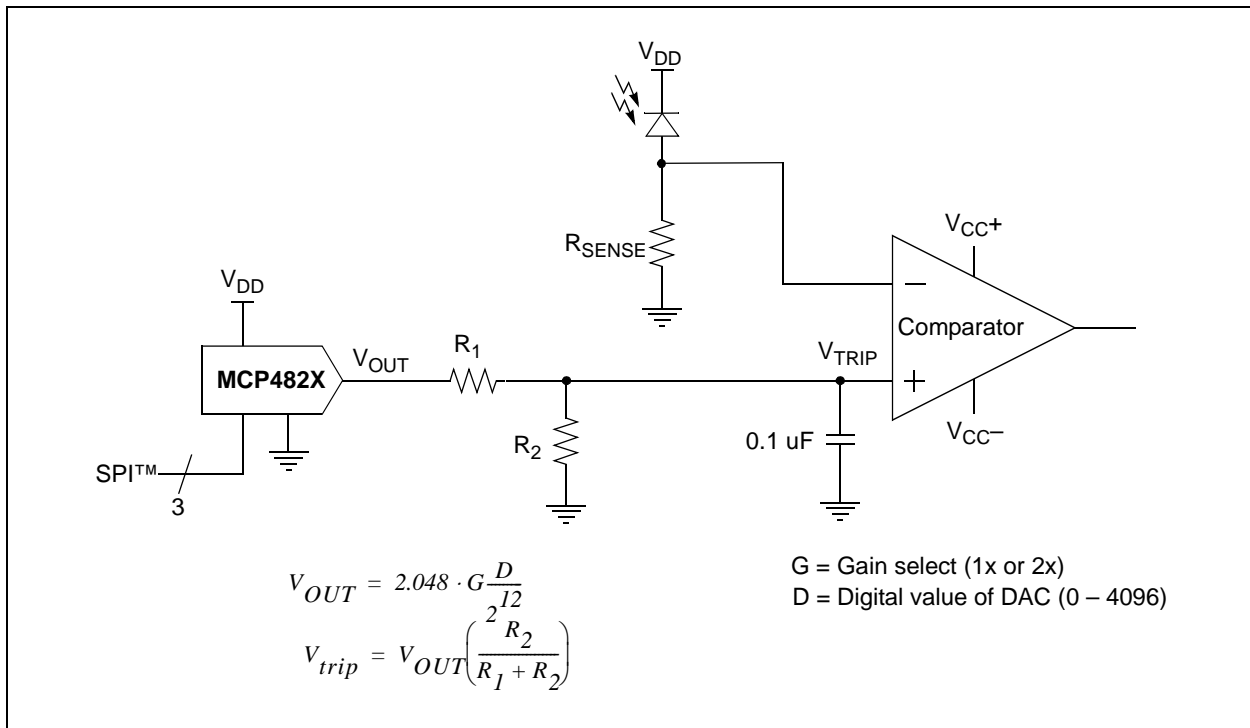 V_DD
R_SENSE
V_CC+
V_DD
−
Comparator
R_1
V_TRIP
V_OUT
MCP482X
+
R_2
0.1 uF
V_CC–
SPI™
3
V_OUT = 2.048 · G D/2^12
V_trip = V_OUT(R_2/(R_1 + R_2))
G = Gain select (1x or 2x)
D = Digital value of DAC (0 – 4096)